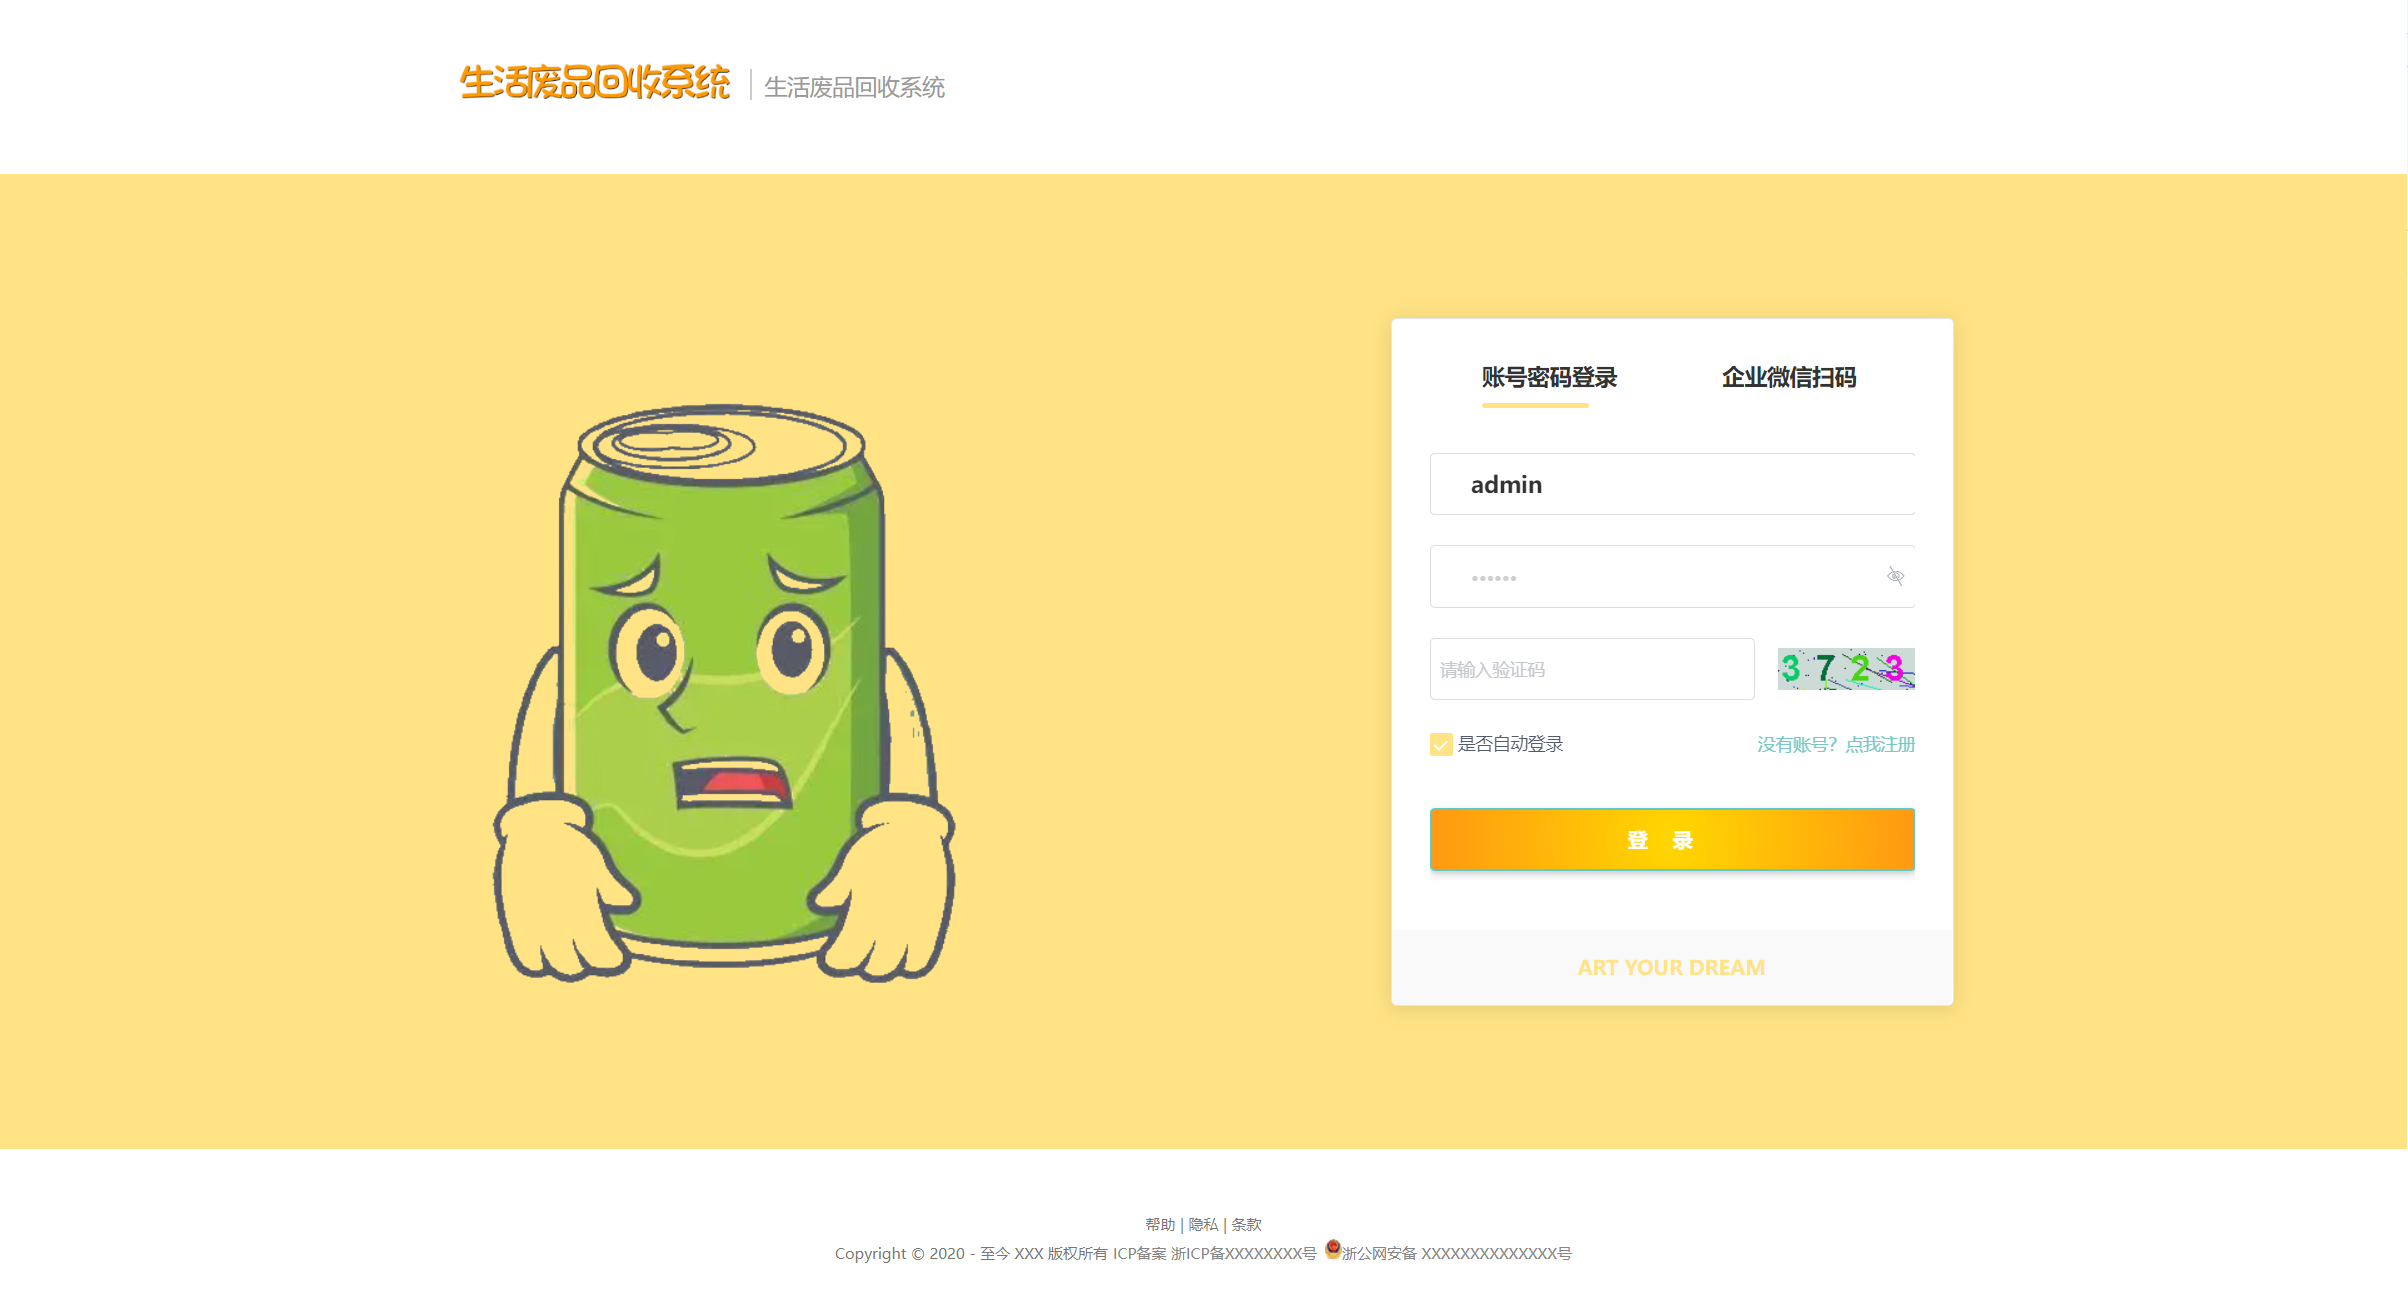 生活废品回收系统 | 生活废品回收系统
账号密码登录 企业微信扫码
admin
••••••
请输入验证码 3723
是否自动登录 没有账号？点我注册
登 录
ART YOUR DREAM
帮助 | 隐私 | 条款
Copyright © 2020 - 至今 XXX 版权所有 ICP备案 浙ICP备XXXXXXXX号 浙公网安备 XXXXXXXXXXXXXX号